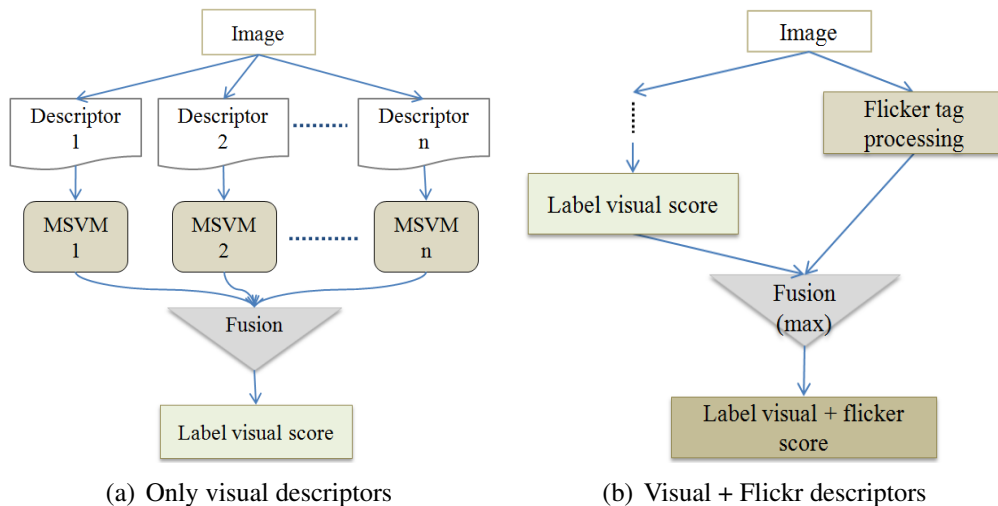 Image
Descriptor
1
Descriptor
2
Descriptor
n
MSVM
1
MSVM
2
MSVM
n
Fusion
Label visual score
(a) Only visual descriptors
Image
Flicker tag
processing
Label visual score
Fusion
(max)
Label visual + flicker
score
(b) Visual + Flickr descriptors